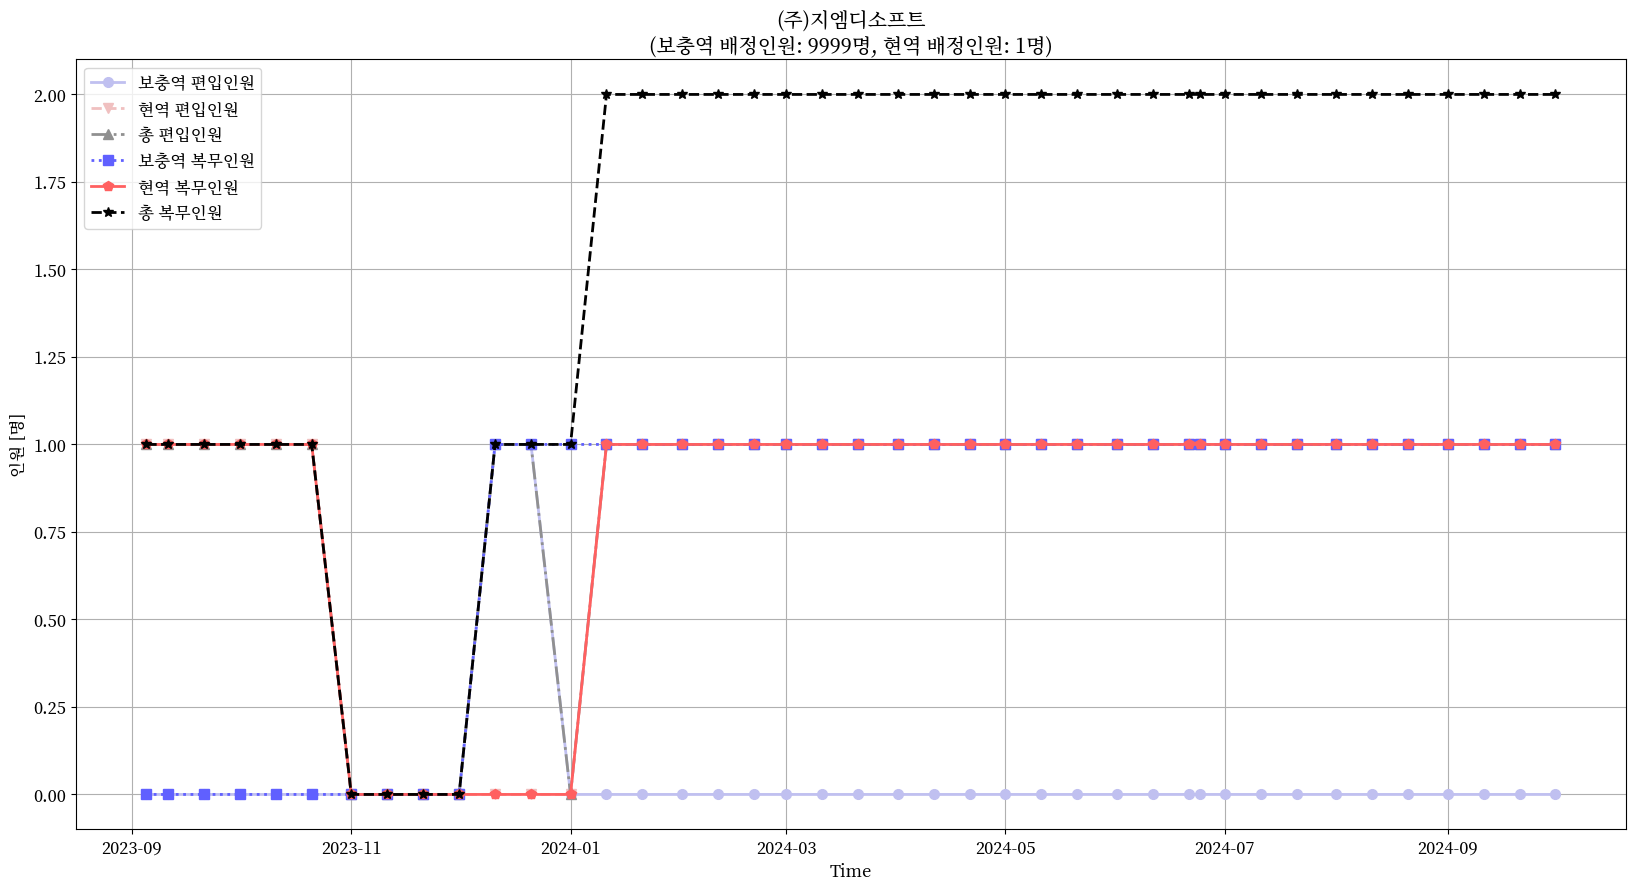 (주)지엠디소프트
(보충역 배정인원: 9999명, 현역 배정인원: 1명)
보충역 편입인원
현역 편입인원
총 편입인원
보충역 복무인원
현역 복무인원
총 복무인원
2.00
1.75
1.50
1.25
1.00
0.75
0.50
0.25
0.00
인원 [명]
2023-09
2023-11
2024-01
2024-03
2024-05
2024-07
2024-09
Time